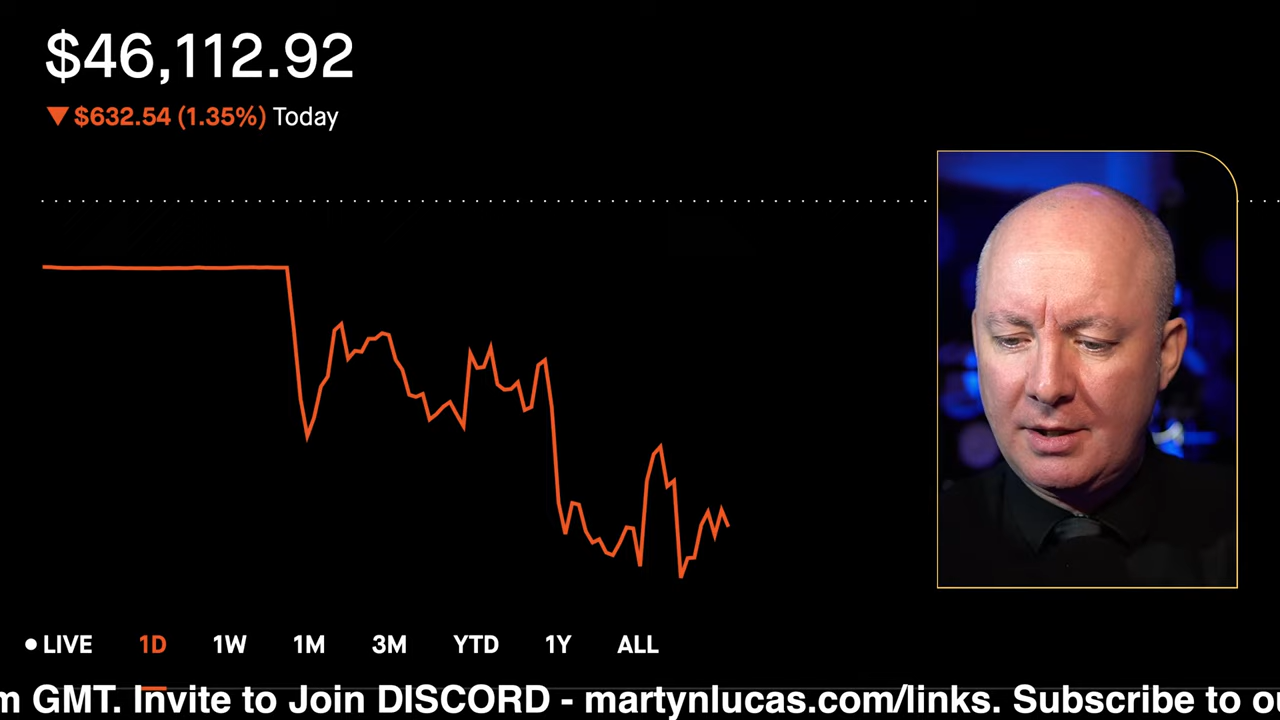 $46,112.92
▼ $632.54 (1.35%) Today
LIVE 1D 1W 1M 3M YTD 1Y ALL
m GMT. Invite to Join DISCORD - martynlucas.com/links. Subscribe to ou